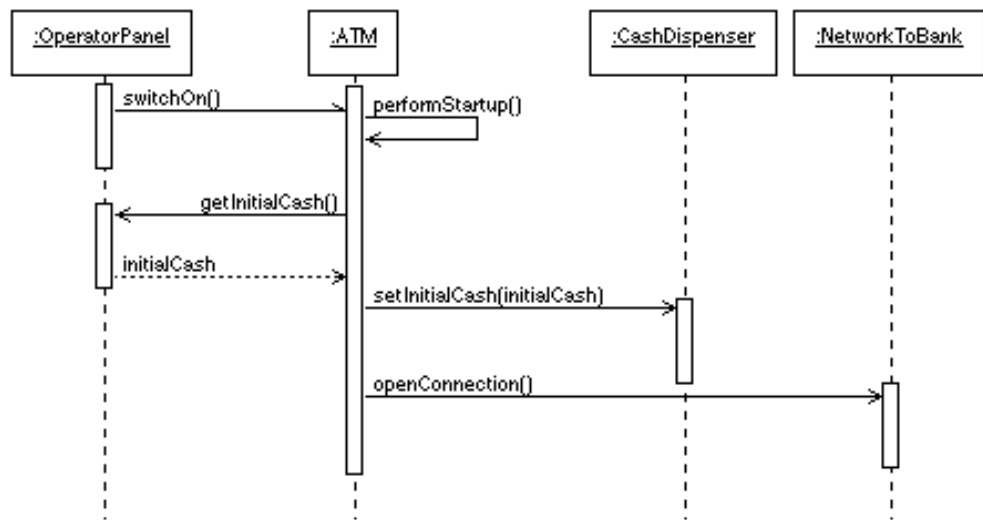 :OperatorPanel
:ATM
:CashDispenser
:NetworkToBank
switchOn()
performStartup()
getInitialCash()
initialCash
setInitialCash(initialCash)
openConnection()